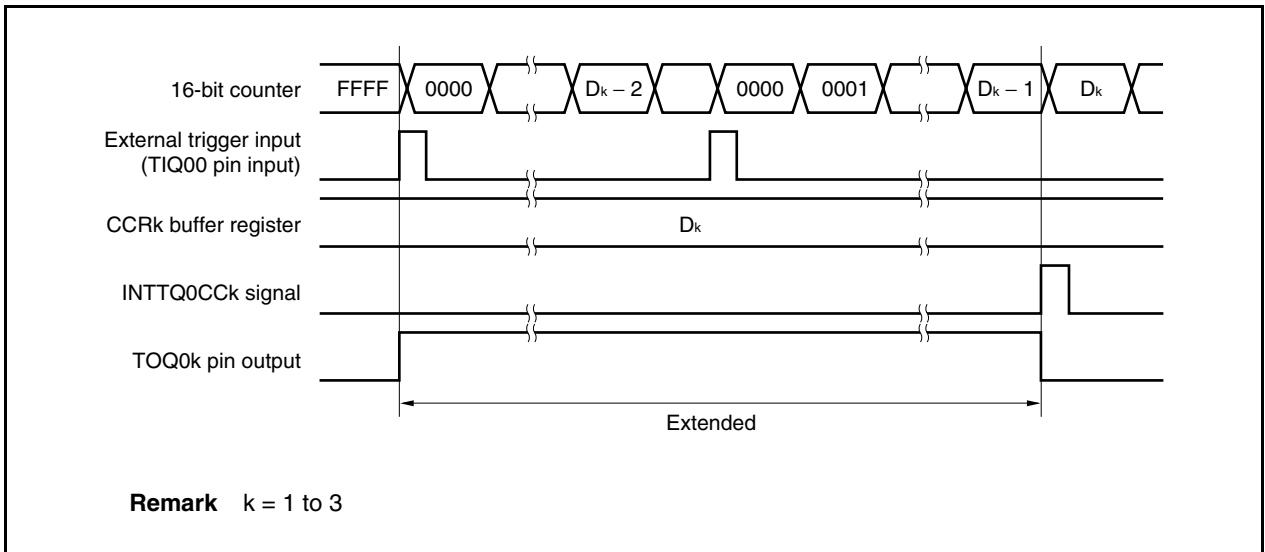 16-bit counter FFFF 0000 Dk − 2 0000 0001 Dk − 1 Dk
External trigger input
(TIQ00 pin input)
CCRk buffer register Dk
INTTQ0CCk signal
TOQ0k pin output
Extended
Remark k = 1 to 3